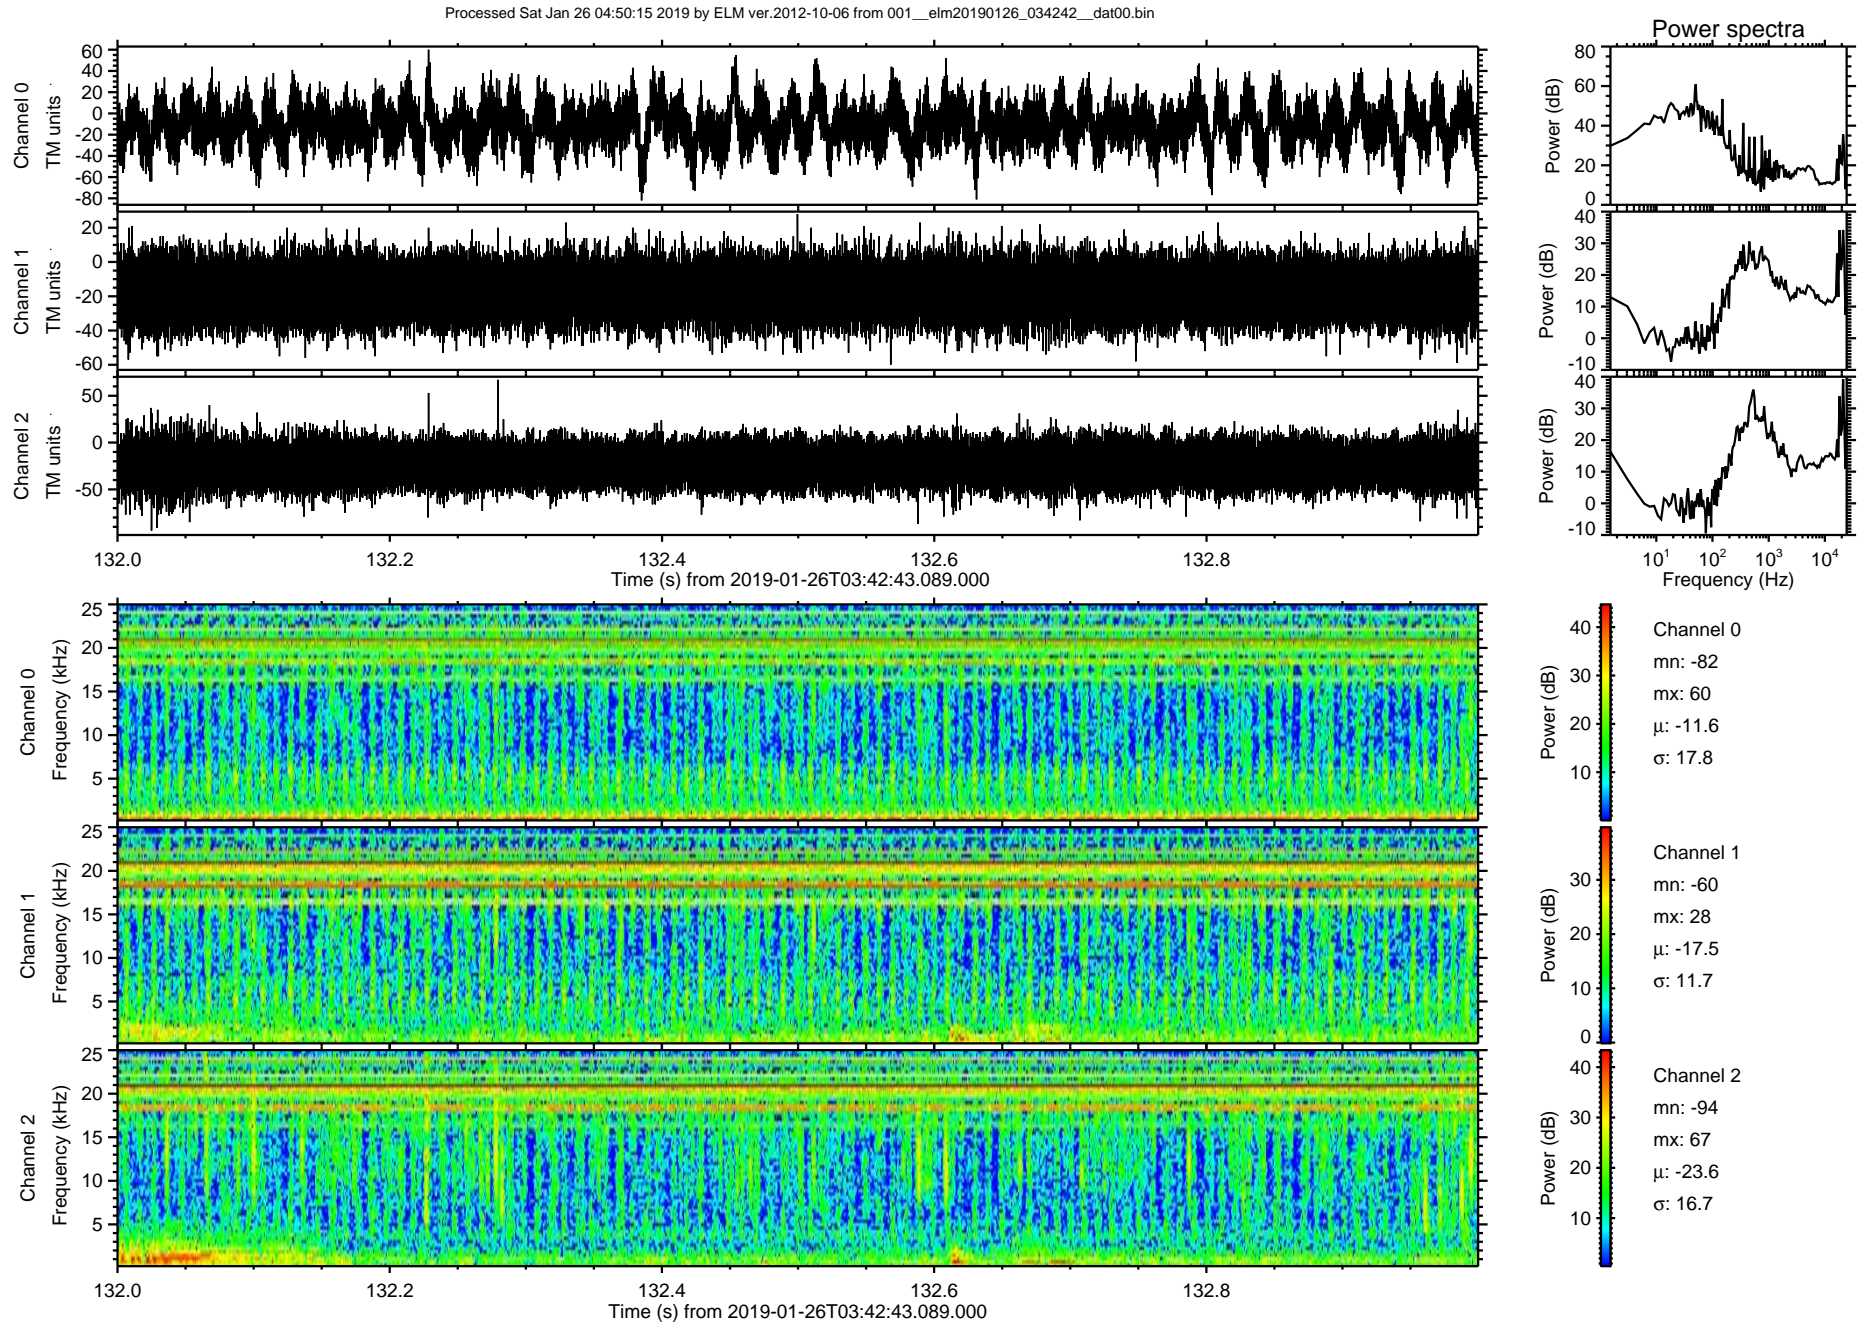 Processed Sat Jan 26 04:50:15 2019 by ELM ver.2012-10-06 from 001__elm20190126_034242__dat00.bin
Power spectra
Channel 0
TM units
60
40
20
0
-20
-40
-60
-80
Power (dB)
80
60
40
20
0
Channel 1
TM units
20
0
-20
-40
-60
Power (dB)
40
30
20
10
0
-10
Channel 2
TM units
50
0
-50
Power (dB)
40
30
20
10
0
-10
132.0 132.2 132.4 132.6 132.8
Time (s) from 2019-01-26T03:42:43.089.000
10^1 10^2 10^3 10^4
Frequency (Hz)
Channel 0
Frequency (kHz)
25
20
15
10
5
Power (dB)
40
30
20
10
Channel 0
mn: -82
mx: 60
μ: -11.6
σ: 17.8
Channel 1
Frequency (kHz)
25
20
15
10
5
Power (dB)
30
20
10
0
Channel 1
mn: -60
mx: 28
μ: -17.5
σ: 11.7
Channel 2
Frequency (kHz)
25
20
15
10
5
Power (dB)
40
30
20
10
Channel 2
mn: -94
mx: 67
μ: -23.6
σ: 16.7
132.0 132.2 132.4 132.6 132.8
Time (s) from 2019-01-26T03:42:43.089.000